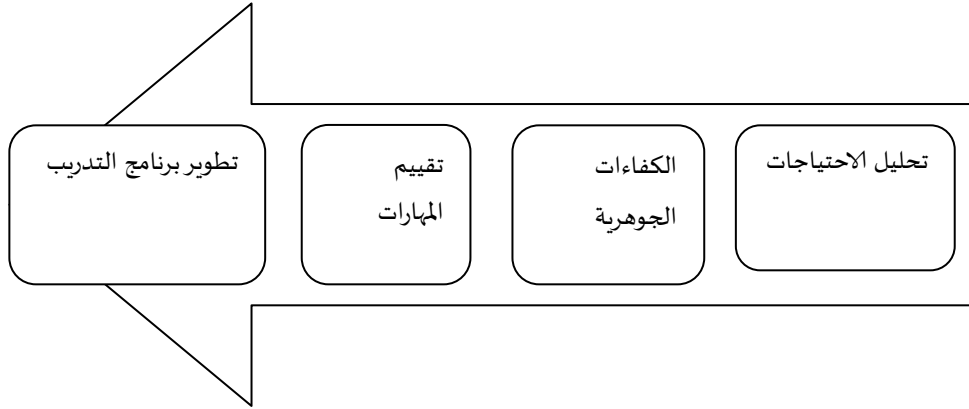 تحليل الاحتياجات
الكفاءات
الجوهرية
تقييم
المهارات
تطوير برنامج التدريب